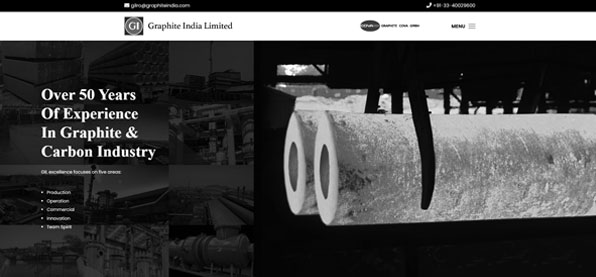 gilro@graphiteindia.com
+91-33-40029600
GI
Graphite India Limited
GRAPHITE COVA GMBH
MENU
Over 50 Years
Of Experience
In Graphite &
Carbon Industry
GIL excellence focuses on five areas:
Production
Operation
Commercial
Innovation
Team Spirit